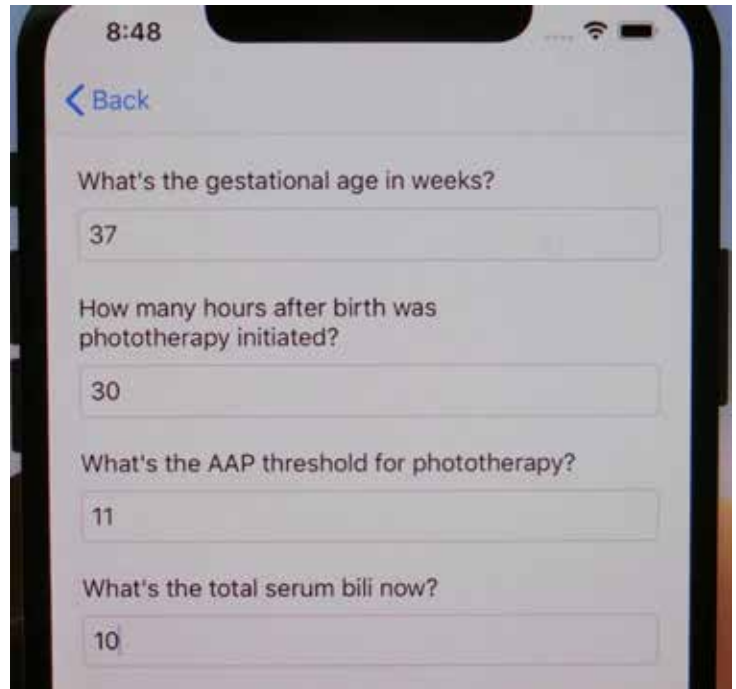 8:48
Back
What's the gestational age in weeks?
37
How many hours after birth was
phototherapy initiated?
30
What's the AAP threshold for phototherapy?
11
What's the total serum bili now?
10